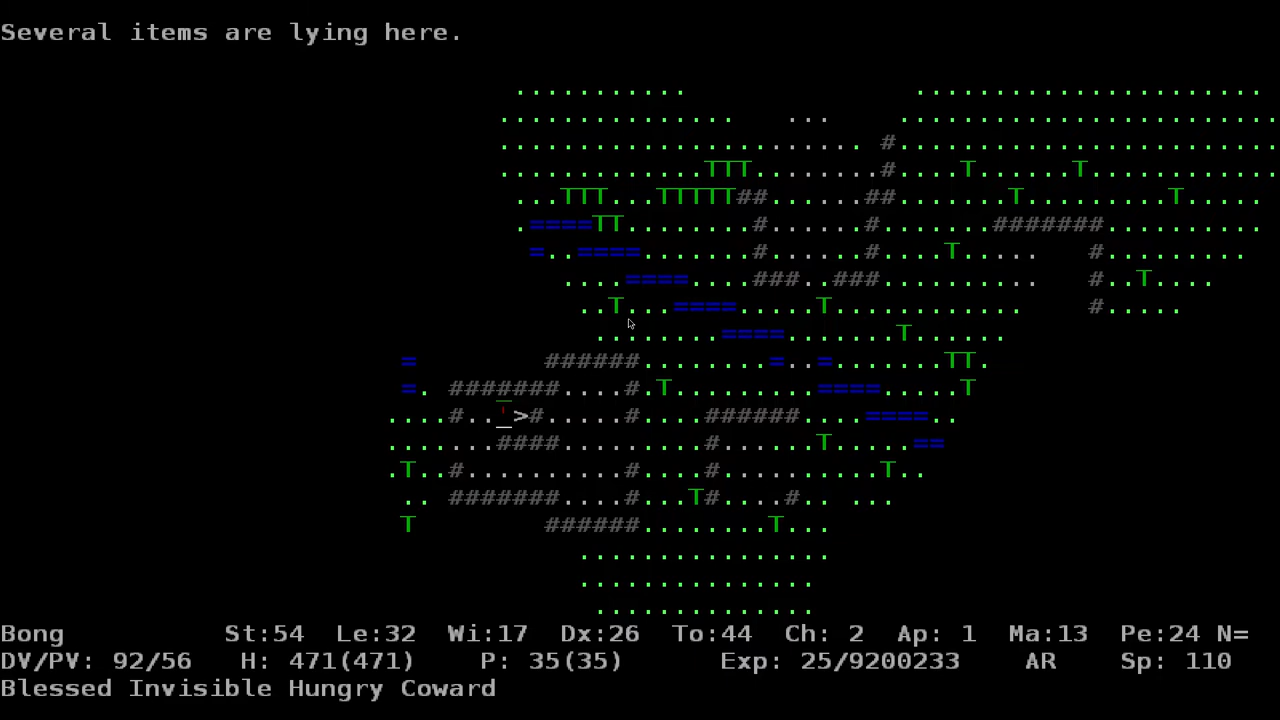 Several items are lying here.
Bong St:54 Le:32 Wi:17 Dx:26 To:44 Ch: 2 Ap: 1 Ma:13 Pe:24 N=
DV/PV: 92/56 H: 471(471) P: 35(35) Exp: 25/9200233 AR Sp: 110
Blessed Invisible Hungry Coward